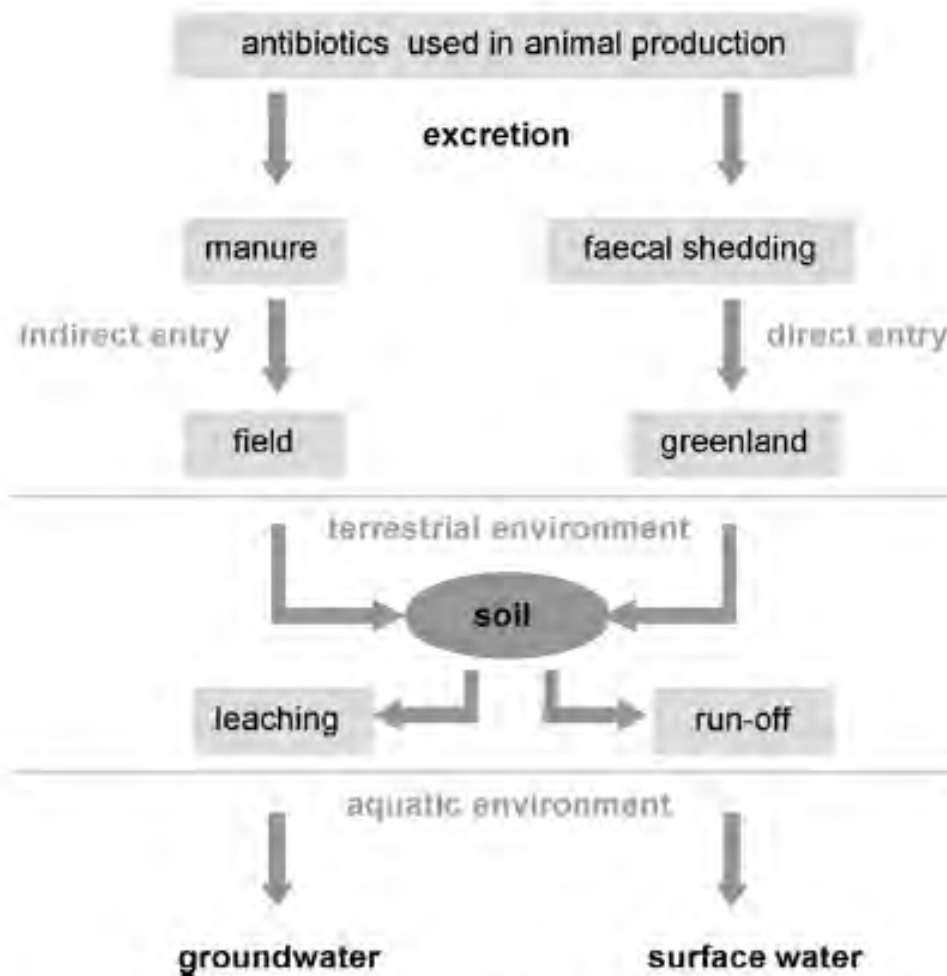 antibiotics used in animal production
excretion
manure
faecal shedding
indirect entry
direct entry
field
greenland
terrestrial environment
soil
leaching
run-off
aquatic environment
groundwater
surface water